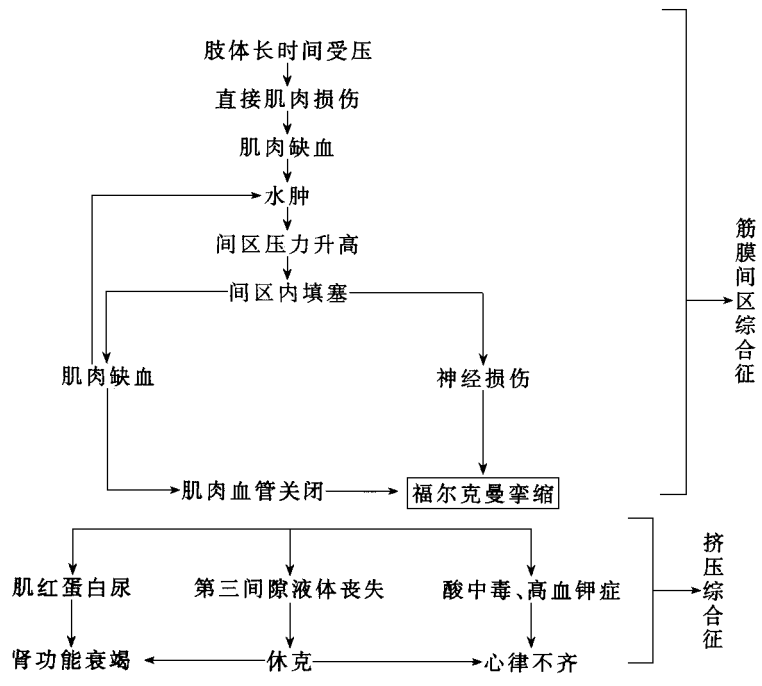 肢体长时间受压
直接肌肉损伤
肌肉缺血
水肿
间区压力升高
间区内填塞
肌肉缺血
神经损伤
肌肉血管关闭
福尔克曼挛缩
筋膜间区综合征
肌红蛋白尿
第三间隙液体丧失
酸中毒、高血钾症
肾功能衰竭
休克
心律不齐
挤压综合征